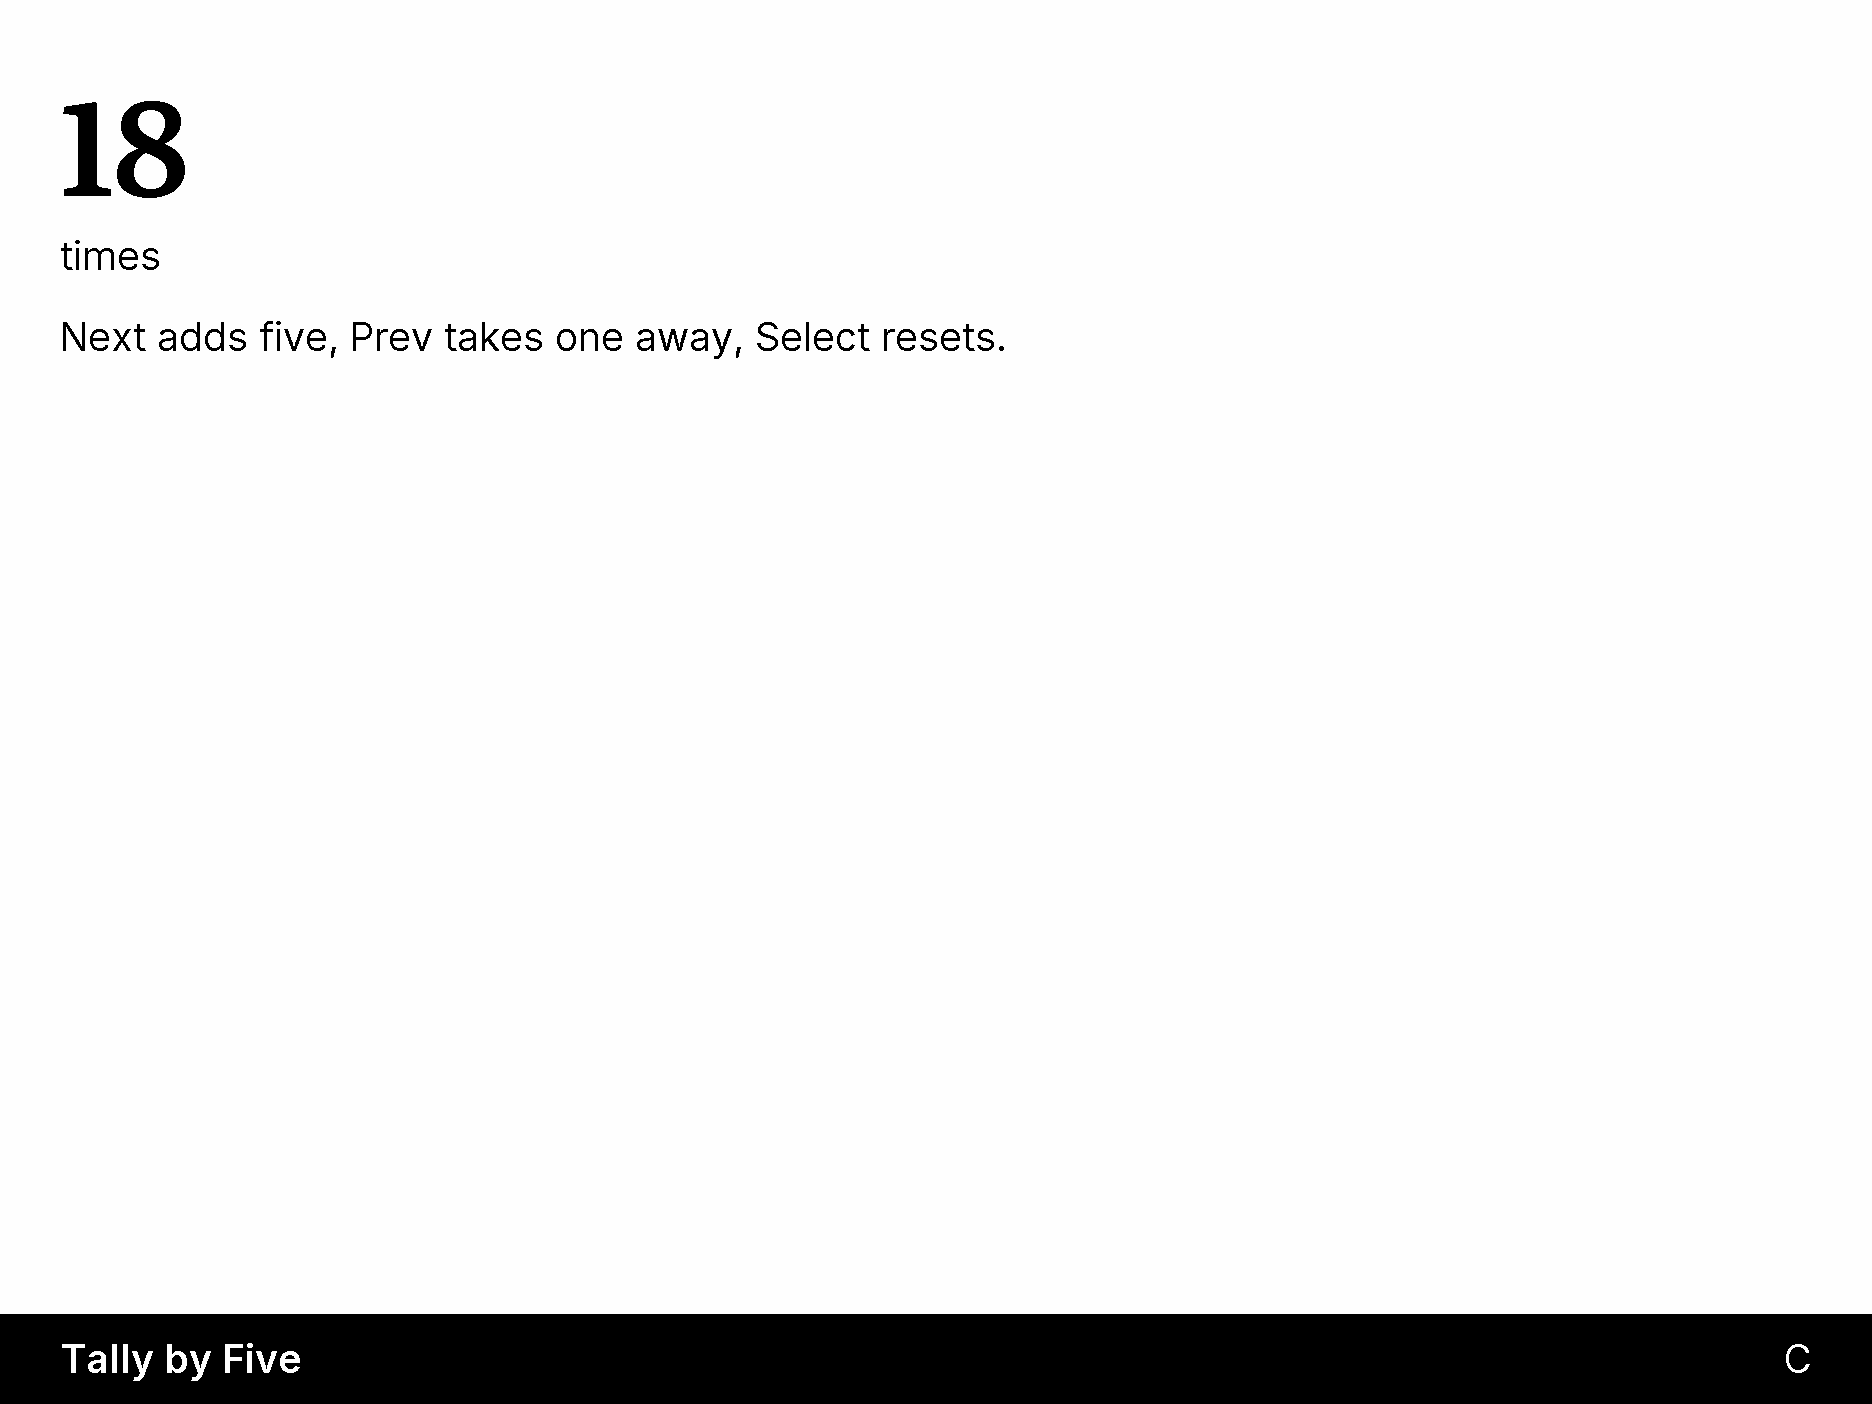 18
times
Next adds five, Prev takes one away, Select resets.
Tally by Five
C